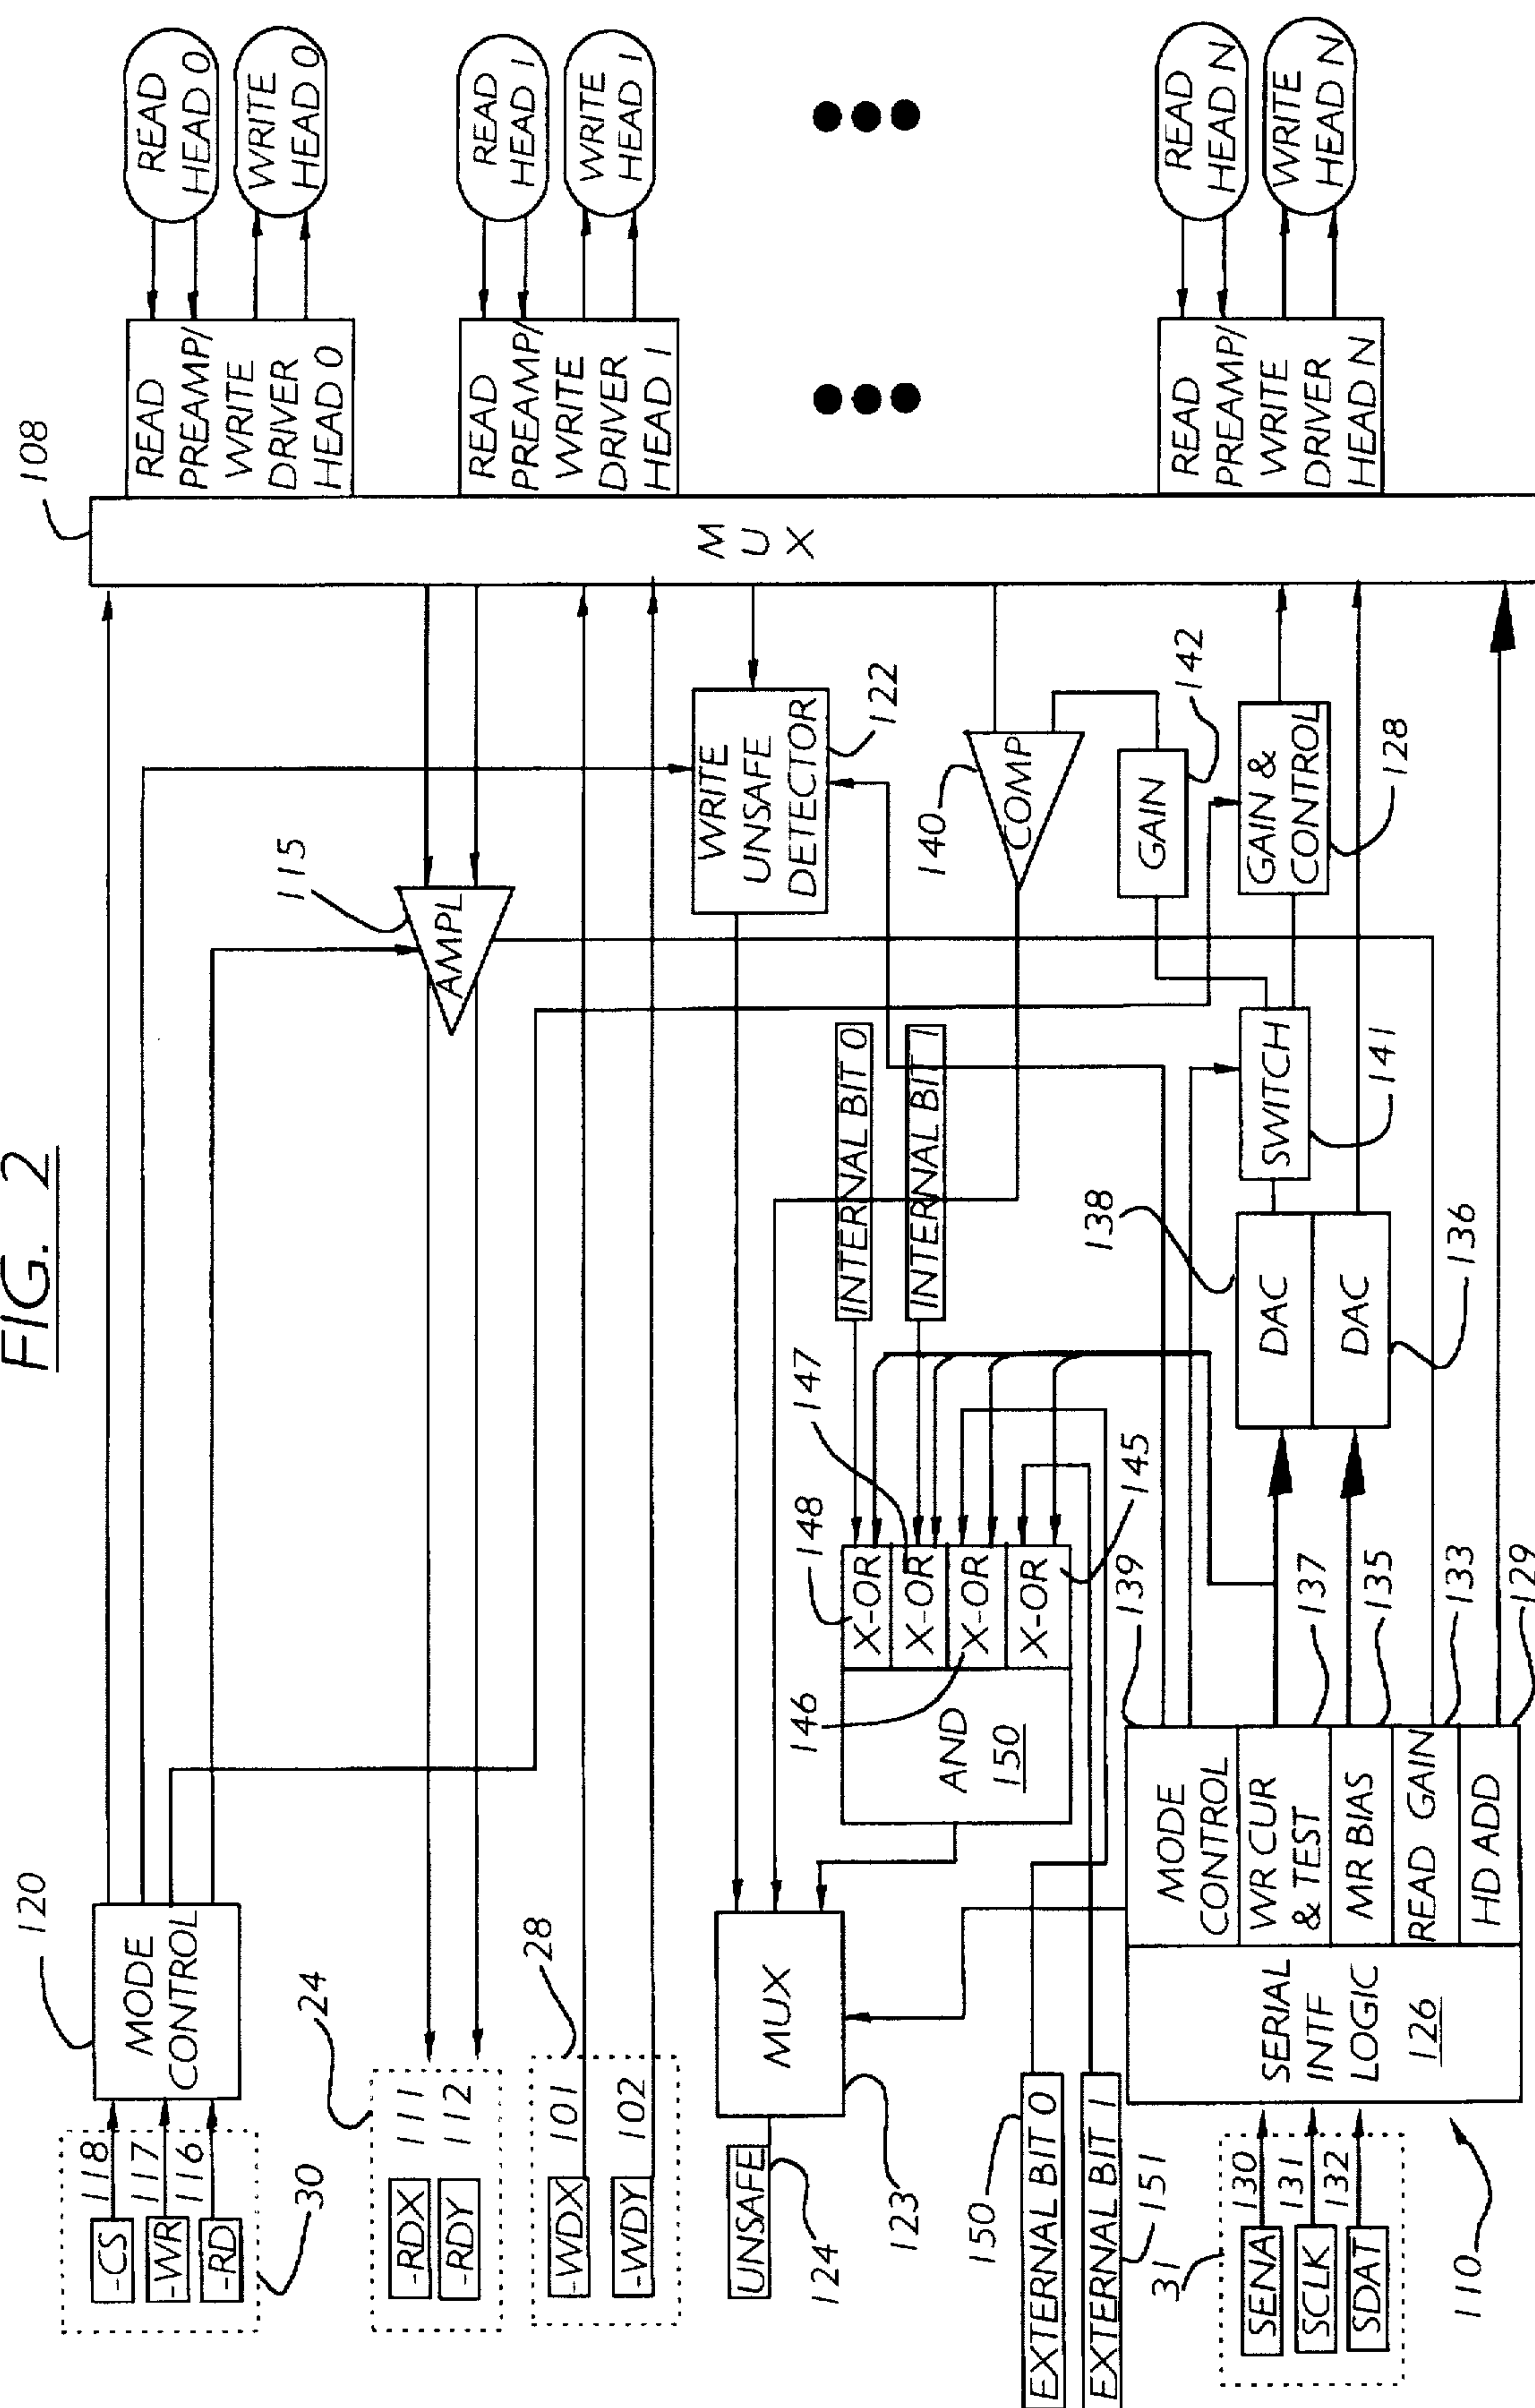 FIG. 2
108
READ
PREAMP/
WRITE
DRIVER
HEAD 0
READ
HEAD 0
WRITE
HEAD 0
READ
PREAMP/
WRITE
DRIVER
HEAD 1
READ
HEAD 1
WRITE
HEAD 1
READ
PREAMP/
WRITE
DRIVER
HEAD N
READ
HEAD N
WRITE
HEAD N
M
U
X
120
MODE
CONTROL
118
117
116
-CS
-WR
-RD
30
24
-RDX
111
-RDY
112
28
-WDX
101
-WDY
102
115
AMPL
WRITE
UNSAFE
DETECTOR
122
MUX
123
UNSAFE
124
140
COMP
GAIN
142
GAIN &
CONTROL
128
INTERNAL BIT 0
INTERNAL BIT 1
147
148
X-OR
X-OR
X-OR
X-OR
145
146
AND
150
SWITCH
141
138
DAC
DAC
136
150
EXTERNAL BIT 0
EXTERNAL BIT 1
151
139
MODE
CONTROL
WR CUR
& TEST
137
MR BIAS
135
READ GAIN
133
HD ADD
129
SERIAL
INTF
LOGIC
126
31
SENA
130
SCLK
131
SDAT
132
110